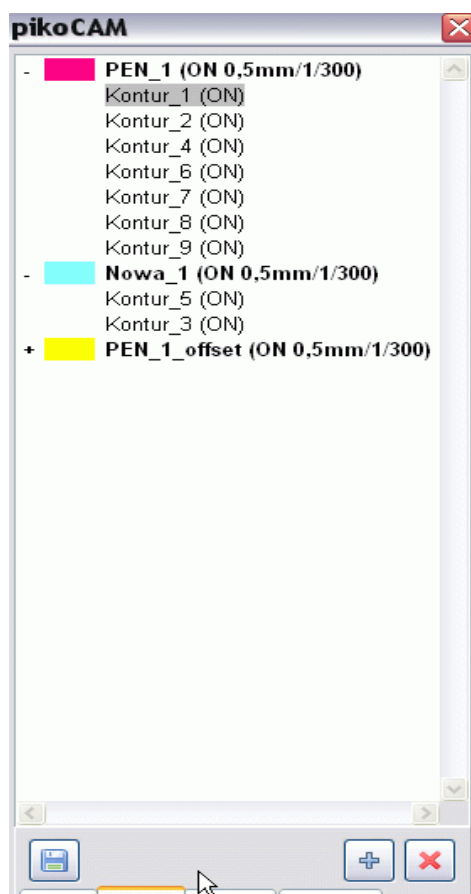 pikoCAM
- PEN_1 (ON 0,5mm/1/300)
Kontur_1 (ON)
Kontur_2 (ON)
Kontur_4 (ON)
Kontur_6 (ON)
Kontur_7 (ON)
Kontur_8 (ON)
Kontur_9 (ON)
- Nowa_1 (ON 0,5mm/1/300)
Kontur_5 (ON)
Kontur_3 (ON)
+ PEN_1_offset (ON 0,5mm/1/300)